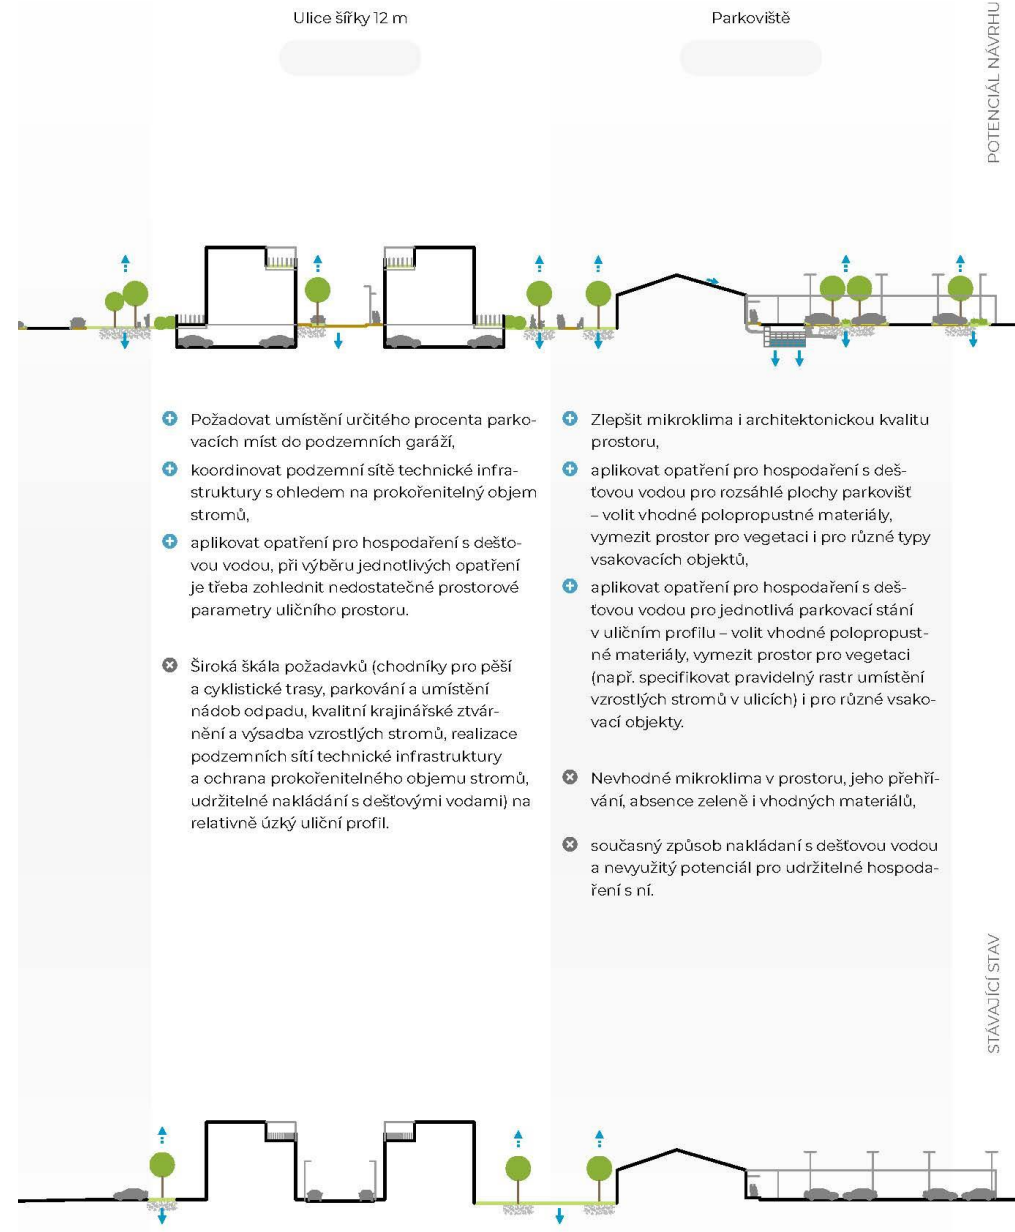 Ulice šířky 12 m
Požadovat umístění určitého procenta parko-
vacích míst do podzemních garáží,
koordinovat podzemní sítě technické infra-
struktury s ohledem na prokořenitelný objem
stromů,
aplikovat opatření pro hospodaření s dešťo-
vou vodou, při výběru jednotlivých opatření
je třeba zohlednit nedostatečné prostorové
parametry uličního prostoru.
Široká škála požadavků (chodníky pro pěší
a cyklistické trasy, parkování a umístění
nádob odpadu, kvalitní krajinářské ztvár-
nění a výsadba vzrostlých stromů, realizace
podzemních sítí technické infrastruktury
a ochrana prokořenitelného objemu stromů,
udržitelné nakládání s dešťovými vodami) na
relativně úzký uliční profil.
Parkoviště
Zlepšit mikroklima i architektonickou kvalitu
prostoru,
aplikovat opatření pro hospodaření s deš-
ťovou vodou pro rozsáhlé plochy parkovišť
– volit vhodné polopropustné materiály,
vymezit prostor pro vegetaci i pro různé typy
vsakovacích objektů,
aplikovat opatření pro hospodaření s deš-
ťovou vodou pro jednotlivá parkovací stání
v uličním profilu – volit vhodné polopropust-
né materiály, vymezit prostor pro vegetaci
(např. specifikovat pravidelný rastr umístění
vzrostlých stromů v ulicích) i pro různé vsako-
vací objekty.
Nevhodné mikroklima v prostoru, jeho přehří-
vání, absence zeleně i vhodných materiálů,
současný způsob nakládaní s dešťovou vodou
a nevyužitý potenciál pro udržitelné hospoda-
ření s ní.
POTENCIÁL NÁVRHU
STÁVAJÍCÍ STAV